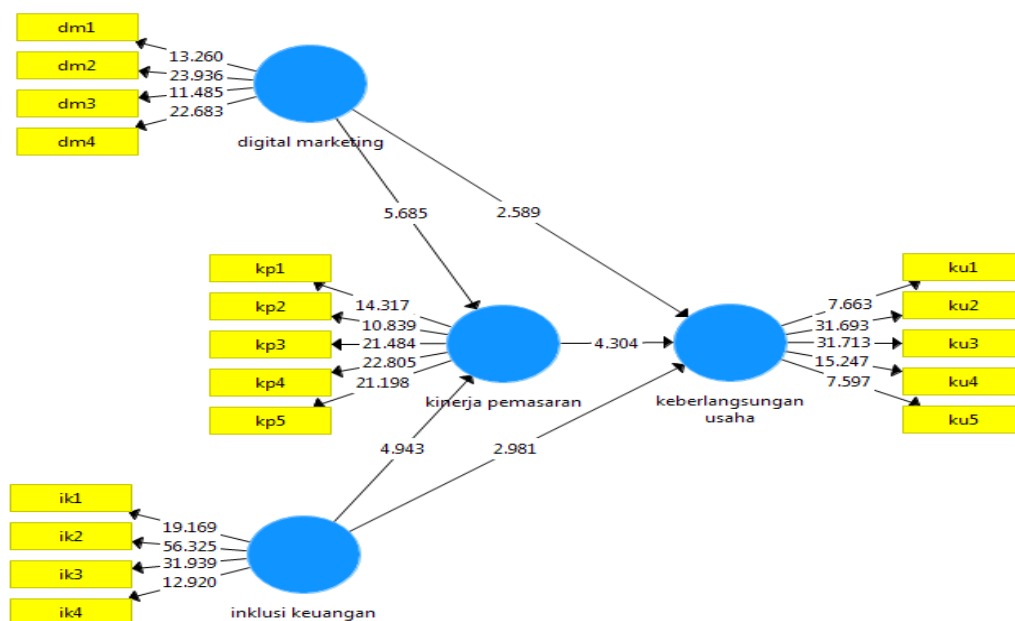 dm1
dm2
dm3
dm4
13.260
23.936
11.485
22.683
digital marketing
5.685
2.589
kp1
kp2
kp3
kp4
kp5
14.317
10.839
21.484
22.805
21.198
kinerja pemasaran
4.304
keberlangsungan
usaha
7.663
31.693
31.713
15.247
7.597
ku1
ku2
ku3
ku4
ku5
4.943
2.981
ik1
ik2
ik3
ik4
19.169
56.325
31.939
12.920
inklusi keuangan